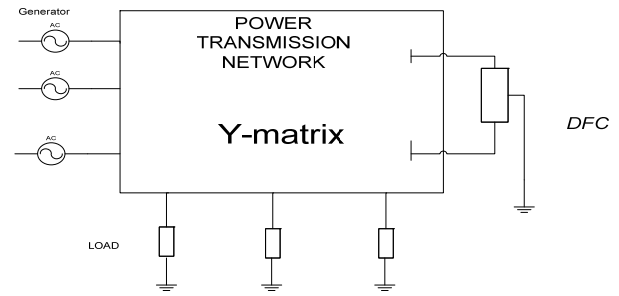 Generator
AC
AC
AC
POWER
TRANSMISSION
NETWORK
Y-matrix
DFC
LOAD